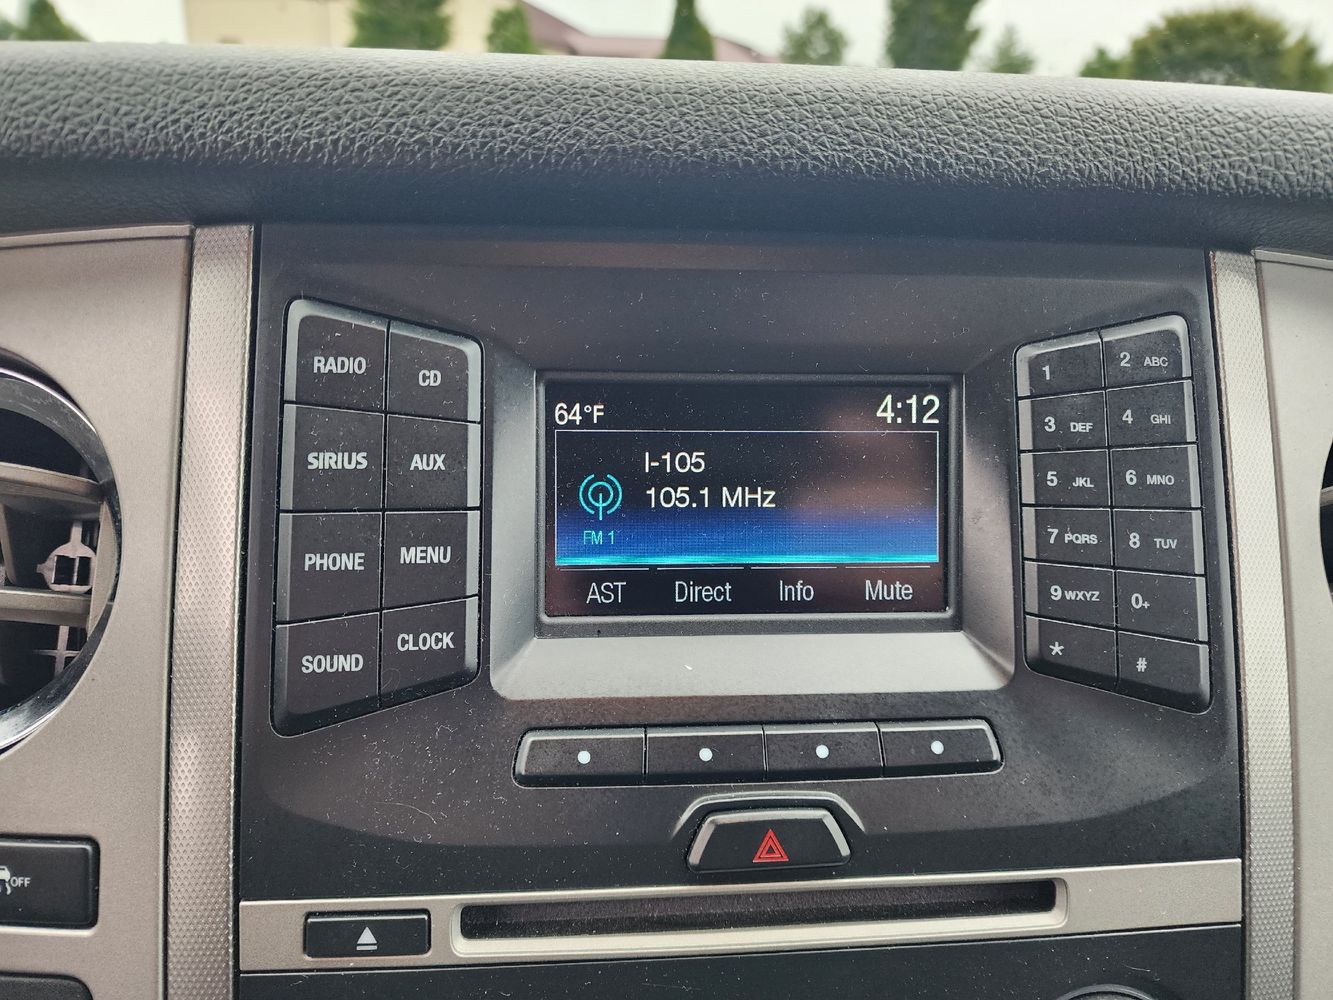 RADIO
CD
SIRIUS
AUX
PHONE
MENU
SOUND
CLOCK
64°F
4:12
I-105
105.1 MHz
FM 1
AST Direct Info Mute
1
2 ABC
3 DEF
4 GHI
5 JKL
6 MNO
7 PQRS
8 TUV
9 WXYZ
0+
*
#
OFF